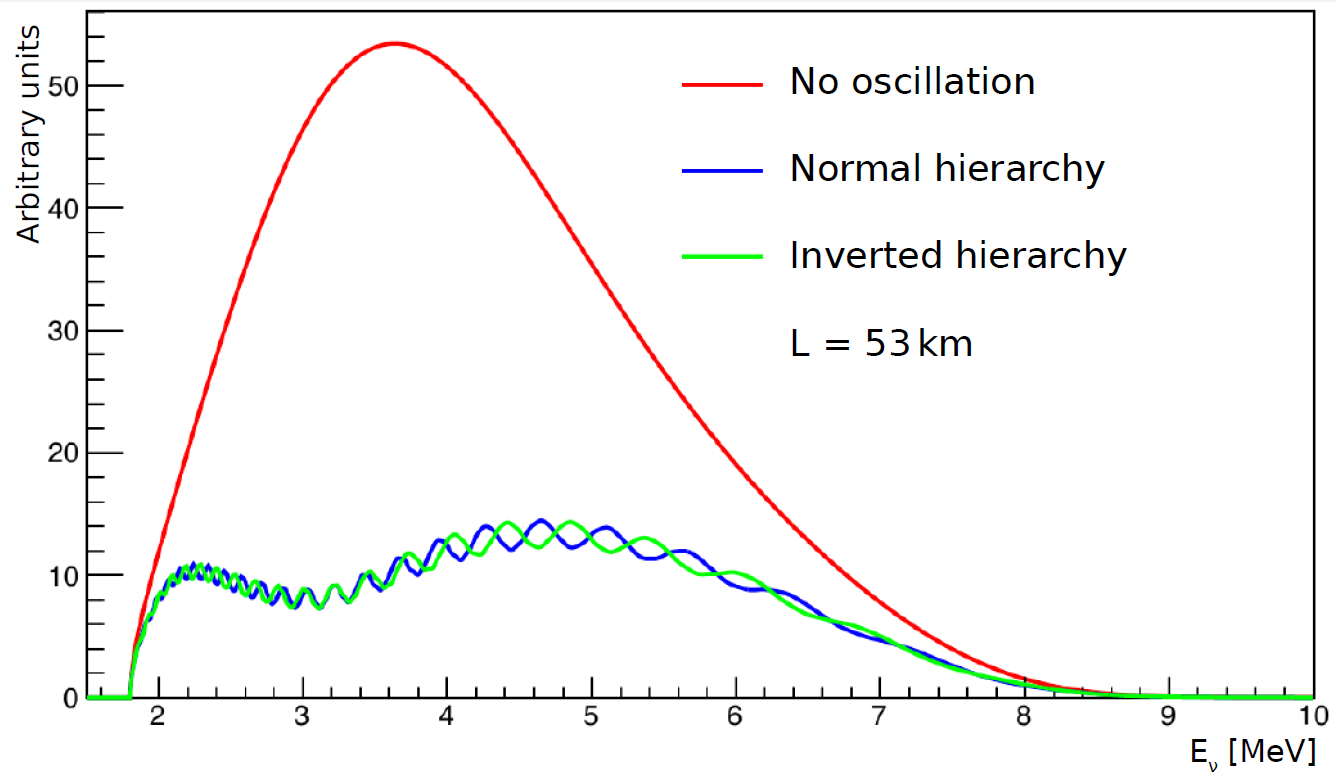 Arbitrary units
50
40
30
20
10
0
No oscillation
Normal hierarchy
Inverted hierarchy
L = 53 km
2 3 4 5 6 7 8 9 10
Eν [MeV]